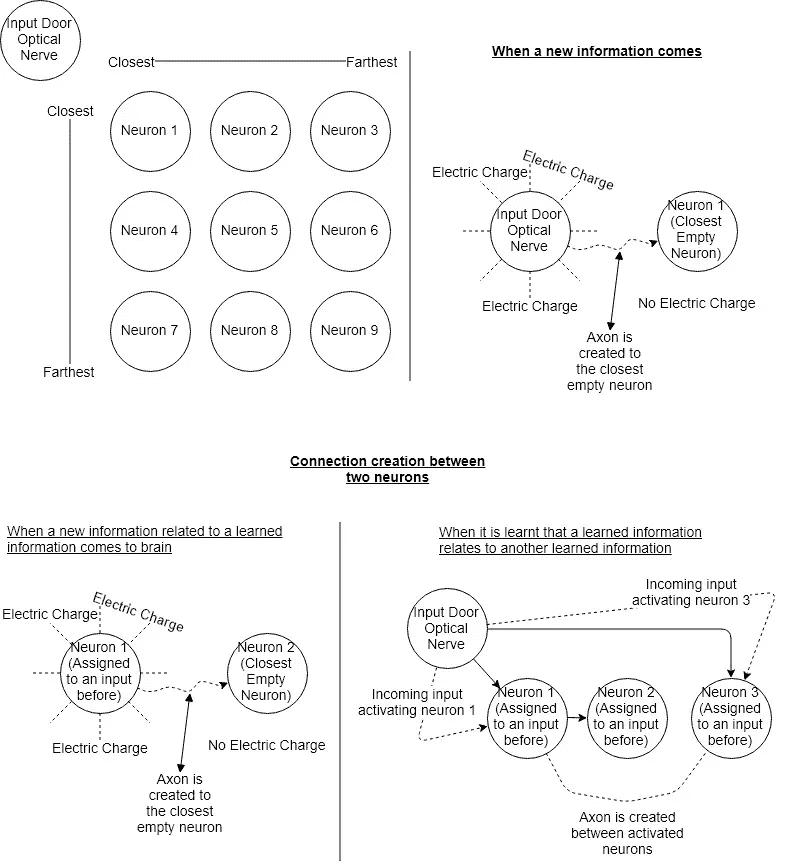 Input Door
Optical
Nerve
Closest
Farthest
Closest
Neuron 1
Neuron 2
Neuron 3
Neuron 4
Neuron 5
Neuron 6
Neuron 7
Neuron 8
Neuron 9
Farthest
When a new information comes
Electric Charge
Electric Charge
Input Door
Optical
Nerve
Neuron 1
(Closest
Empty
Neuron)
Electric Charge
No Electric Charge
Axon is
created to
the closest
empty neuron
Connection creation between
two neurons
When a new information related to a learned
information comes to brain
Electric Charge
Electric Charge
Neuron 1
(Assigned
to an input
before)
Neuron 2
(Closest
Empty
Neuron)
Electric Charge
No Electric Charge
Axon is
created to
the closest
empty neuron
When it is learnt that a learned information
relates to another learned information
Input Door
Optical
Nerve
Incoming input
activating neuron 3
Incoming input
activating neuron 1
Neuron 1
(Assigned
to an input
before)
Neuron 2
(Assigned
to an input
before)
Neuron 3
(Assigned
to an input
before)
Axon is created
between activated
neurons